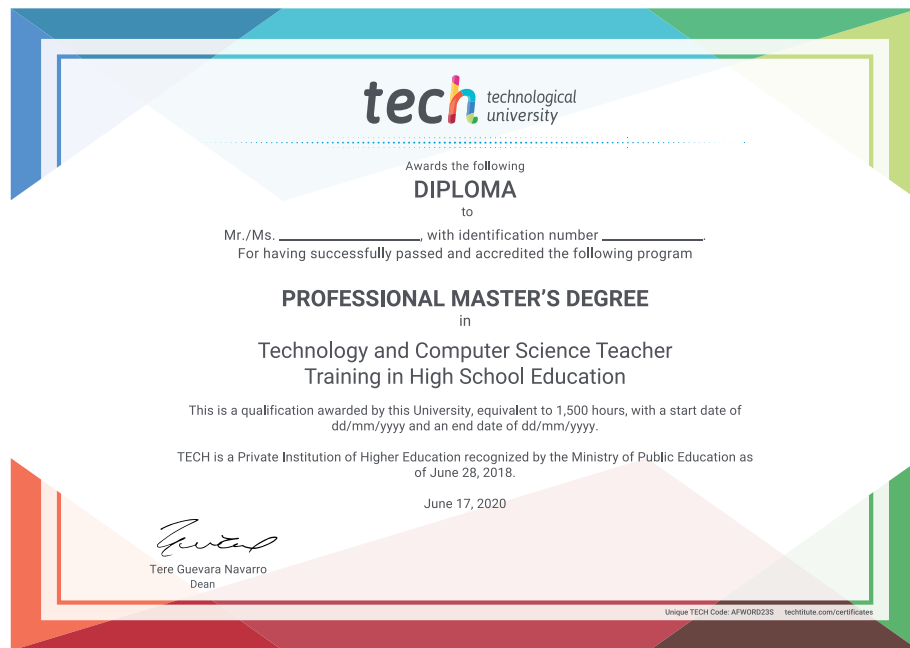 tech technological
university
Awards the following
DIPLOMA
to
Mr./Ms. ____________, with identification number ____________.
For having successfully passed and accredited the following program
PROFESSIONAL MASTER'S DEGREE
in
Technology and Computer Science Teacher
Training in High School Education
This is a qualification awarded by this University, equivalent to 1,500 hours, with a start date of
dd/mm/yyyy and an end date of dd/mm/yyyy.
TECH is a Private Institution of Higher Education recognized by the Ministry of Public Education as
of June 28, 2018.
June 17, 2020
Tere Guevara Navarro
Dean
Unique TECH Code: AFWORD23S techtitute.com/certificates